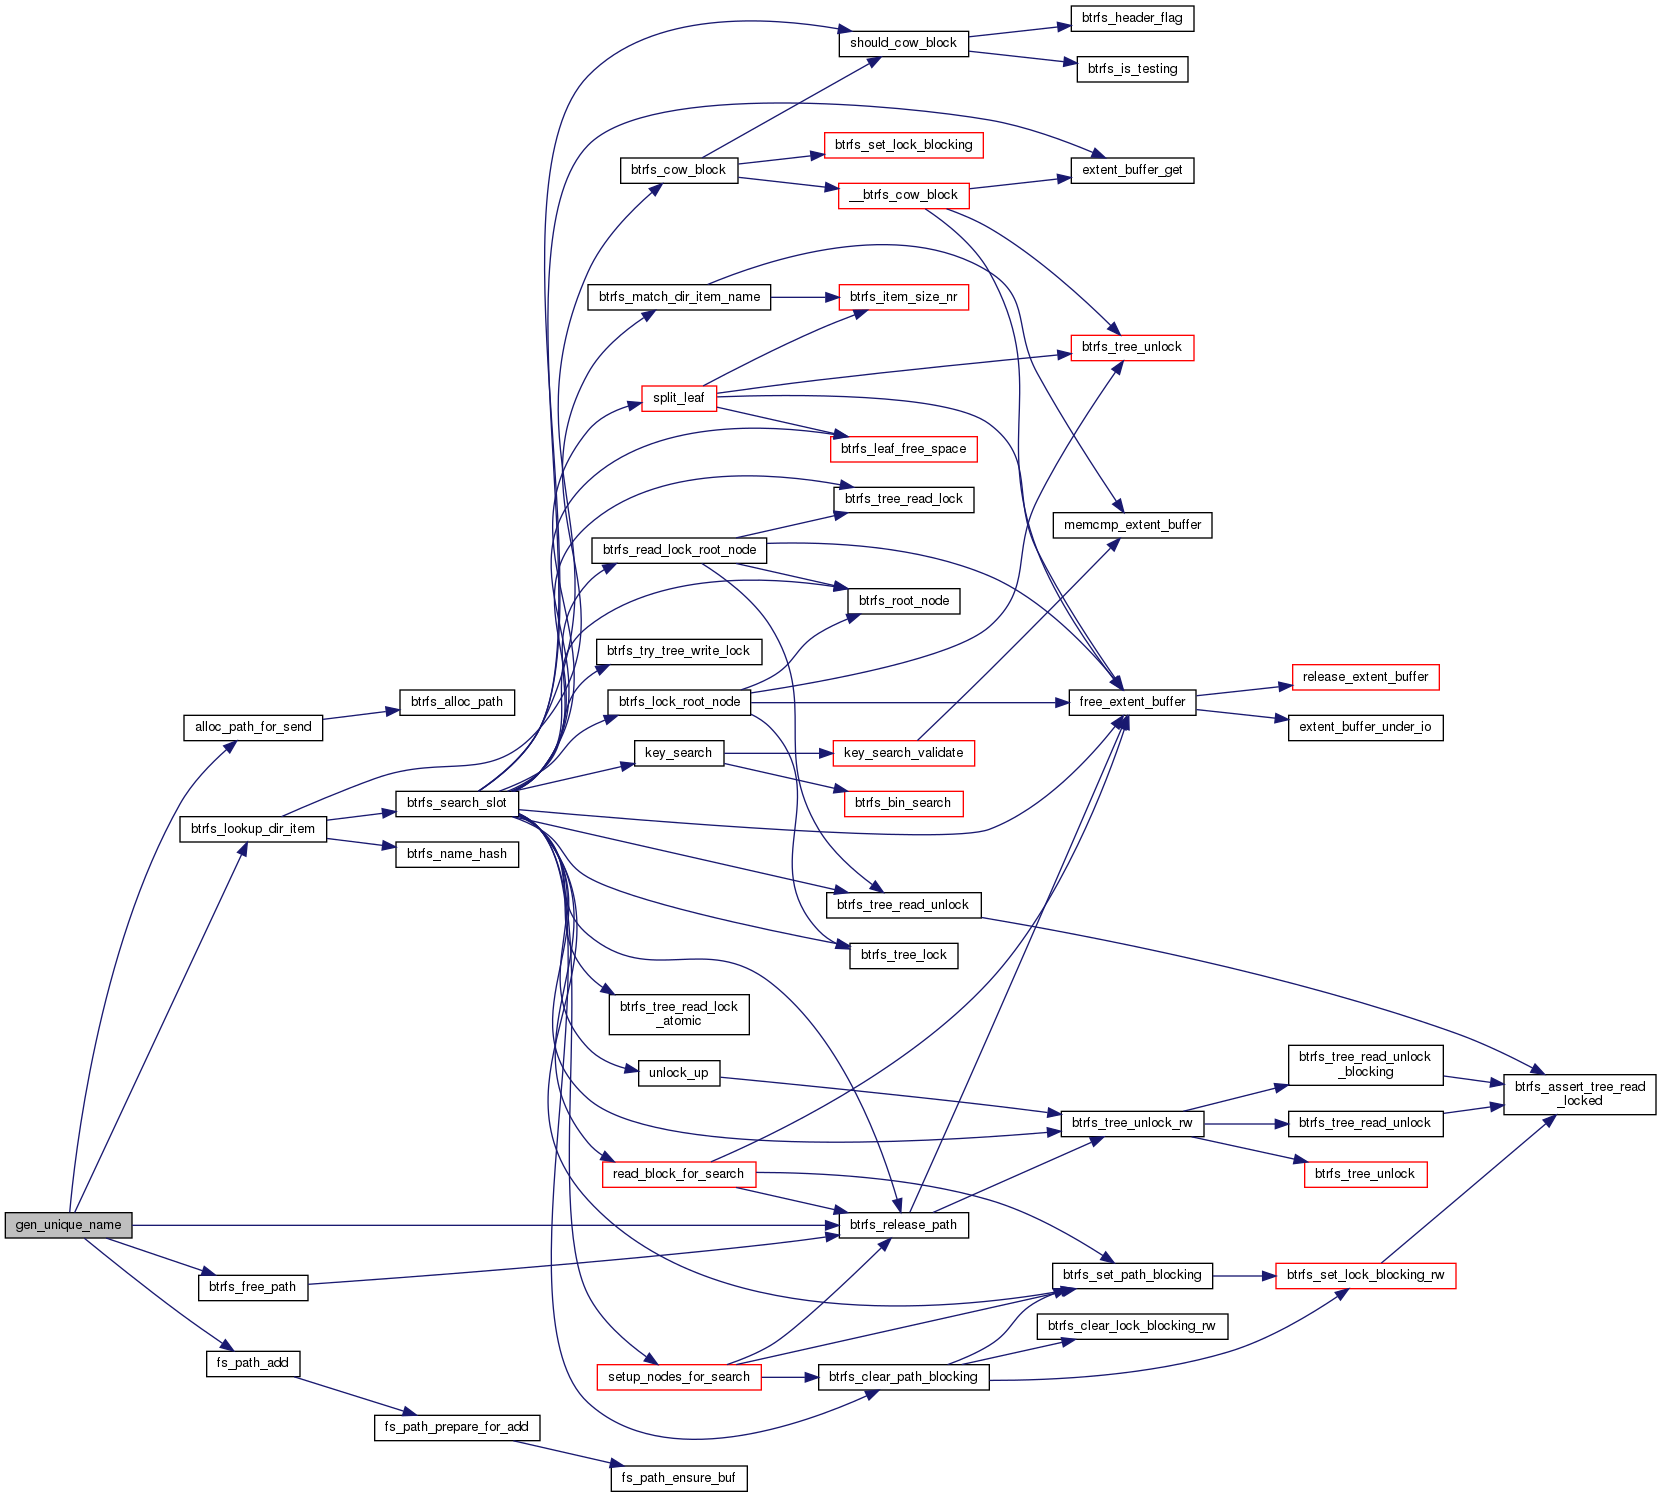 btrfs_header_flag
should_cow_block
btrfs_is_testing
btrfs_set_lock_blocking
btrfs_cow_block
extent_buffer_get
__btrfs_cow_block
btrfs_match_dir_item_name
btrfs_item_size_nr
btrfs_tree_unlock
split_leaf
btrfs_leaf_free_space
btrfs_tree_read_lock
memcmp_extent_buffer
btrfs_read_lock_root_node
btrfs_root_node
btrfs_try_tree_write_lock
release_extent_buffer
btrfs_alloc_path
btrfs_lock_root_node
free_extent_buffer
alloc_path_for_send
extent_buffer_under_io
key_search
key_search_validate
btrfs_search_slot
btrfs_bin_search
btrfs_lookup_dir_item
btrfs_name_hash
btrfs_tree_read_unlock
btrfs_tree_lock
btrfs_tree_read_lock
_atomic
btrfs_tree_read_unlock
_blocking
unlock_up
btrfs_assert_tree_read
_locked
btrfs_tree_unlock_rw
btrfs_tree_read_unlock
read_block_for_search
btrfs_tree_unlock
gen_unique_name
btrfs_release_path
btrfs_set_path_blocking
btrfs_set_lock_blocking_rw
btrfs_free_path
btrfs_clear_lock_blocking_rw
fs_path_add
setup_nodes_for_search
btrfs_clear_path_blocking
fs_path_prepare_for_add
fs_path_ensure_buf